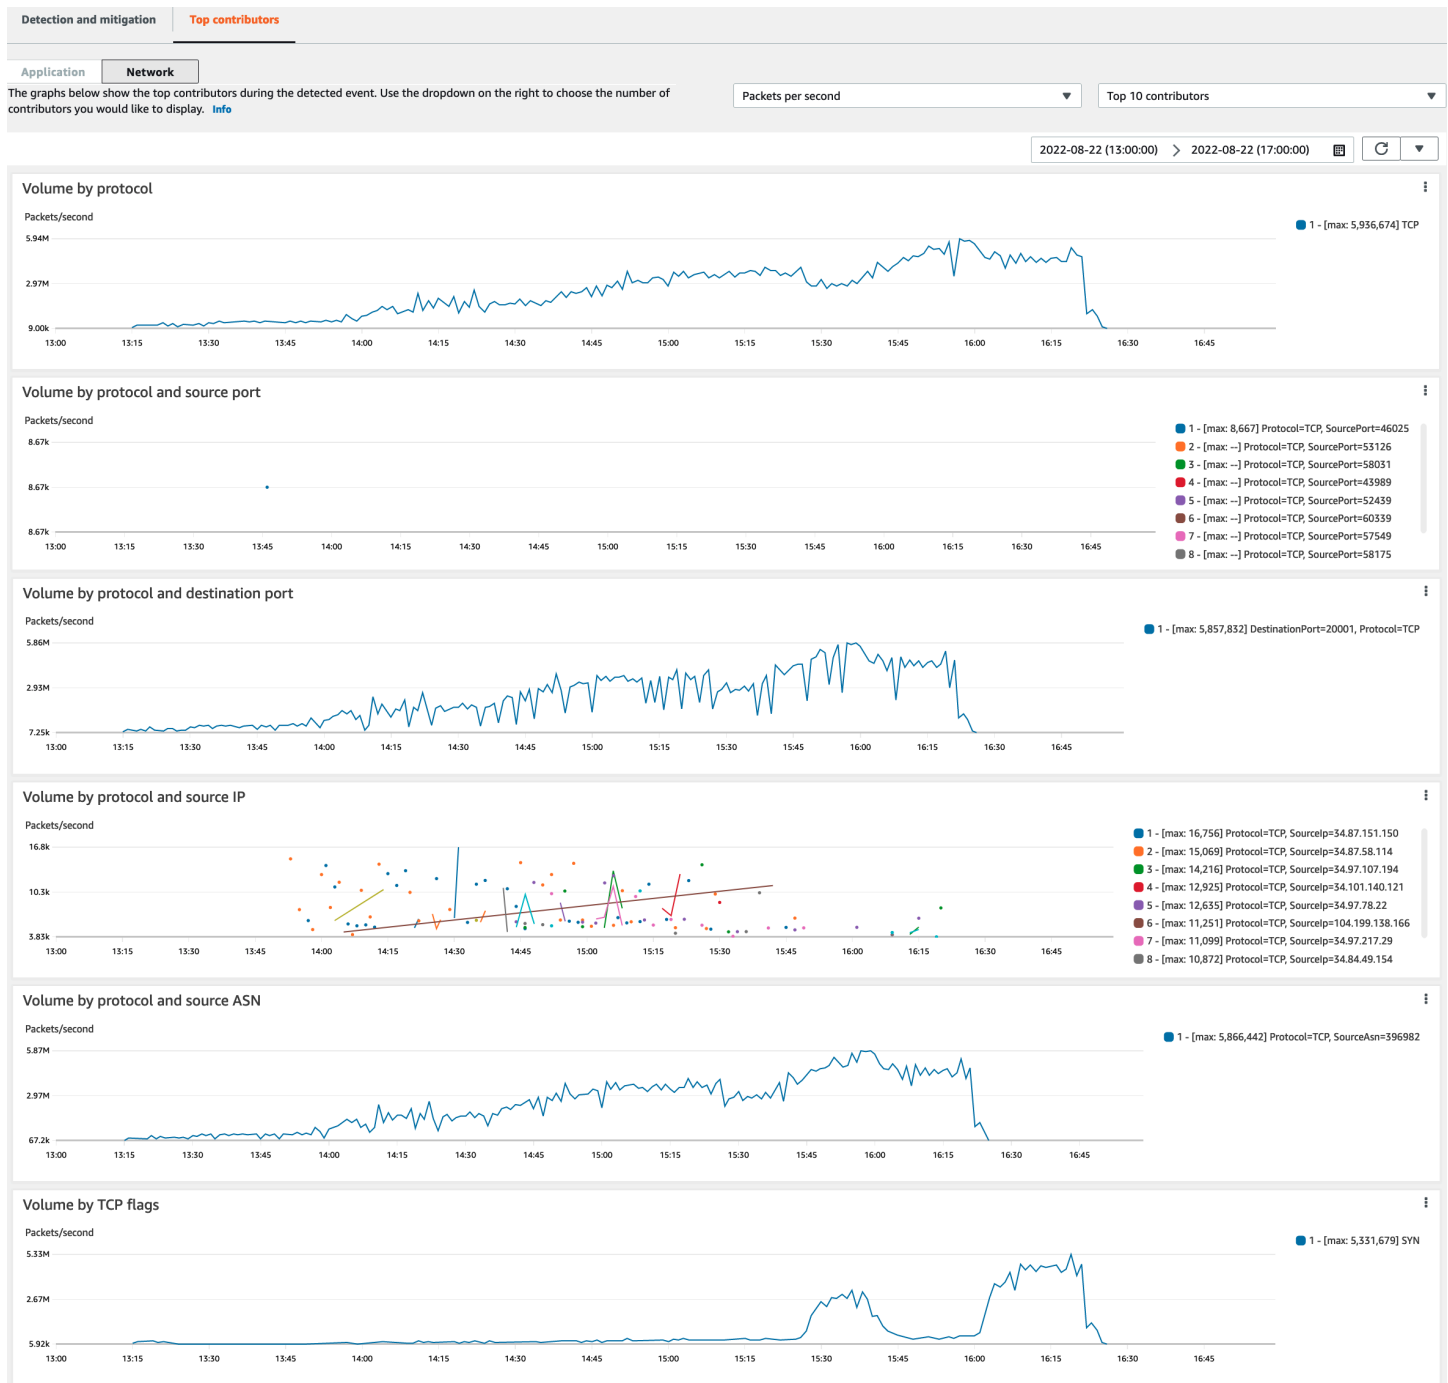 Detection and mitigation
Top contributors
Application
Network
The graphs below show the top contributors during the detected event. Use the dropdown on the right to choose the number of
contributors you would like to display. Info
Packets per second
Top 10 contributors
2022-08-22 (13:00:00)
2022-08-22 (17:00:00)
Volume by protocol
Packets/second
5.94M
2.97M
9.00k
13:00 13:15 13:30 13:45 14:00 14:15 14:30 14:45 15:00 15:15 15:30 15:45 16:00 16:15 16:30 16:45
1 - [max: 5,936,674] TCP
Volume by protocol and source port
Packets/second
8.67k
8.67k
8.67k
13:00 13:15 13:30 13:45 14:00 14:15 14:30 14:45 15:00 15:15 15:30 15:45 16:00 16:15 16:30 16:45
1 - [max: 8,667] Protocol=TCP, SourcePort=46025
2 - [max: --] Protocol=TCP, SourcePort=53126
3 - [max: --] Protocol=TCP, SourcePort=58031
4 - [max: --] Protocol=TCP, SourcePort=43989
5 - [max: --] Protocol=TCP, SourcePort=52439
6 - [max: --] Protocol=TCP, SourcePort=60339
7 - [max: --] Protocol=TCP, SourcePort=57549
8 - [max: --] Protocol=TCP, SourcePort=58175
Volume by protocol and destination port
Packets/second
5.86M
2.93M
7.25k
13:00 13:15 13:30 13:45 14:00 14:15 14:30 14:45 15:00 15:15 15:30 15:45 16:00 16:15 16:30 16:45
1 - [max: 5,857,832] DestinationPort=20001, Protocol=TCP
Volume by protocol and source IP
Packets/second
16.8k
10.3k
3.83k
13:00 13:15 13:30 13:45 14:00 14:15 14:30 14:45 15:00 15:15 15:30 15:45 16:00 16:15 16:30 16:45
1 - [max: 16,756] Protocol=TCP, SourceIp=34.87.151.150
2 - [max: 15,069] Protocol=TCP, SourceIp=34.87.58.114
3 - [max: 14,216] Protocol=TCP, SourceIp=34.97.107.194
4 - [max: 12,925] Protocol=TCP, SourceIp=34.101.140.121
5 - [max: 12,635] Protocol=TCP, SourceIp=34.97.78.22
6 - [max: 11,251] Protocol=TCP, SourceIp=104.199.138.166
7 - [max: 11,099] Protocol=TCP, SourceIp=34.97.217.29
8 - [max: 10,872] Protocol=TCP, SourceIp=34.84.49.154
Volume by protocol and source ASN
Packets/second
5.87M
2.97M
67.2k
13:00 13:15 13:30 13:45 14:00 14:15 14:30 14:45 15:00 15:15 15:30 15:45 16:00 16:15 16:30 16:45
1 - [max: 5,866,442] Protocol=TCP, SourceAsn=396982
Volume by TCP flags
Packets/second
5.33M
2.67M
5.92k
13:00 13:15 13:30 13:45 14:00 14:15 14:30 14:45 15:00 15:15 15:30 15:45 16:00 16:15 16:30 16:45
1 - [max: 5,331,679] SYN